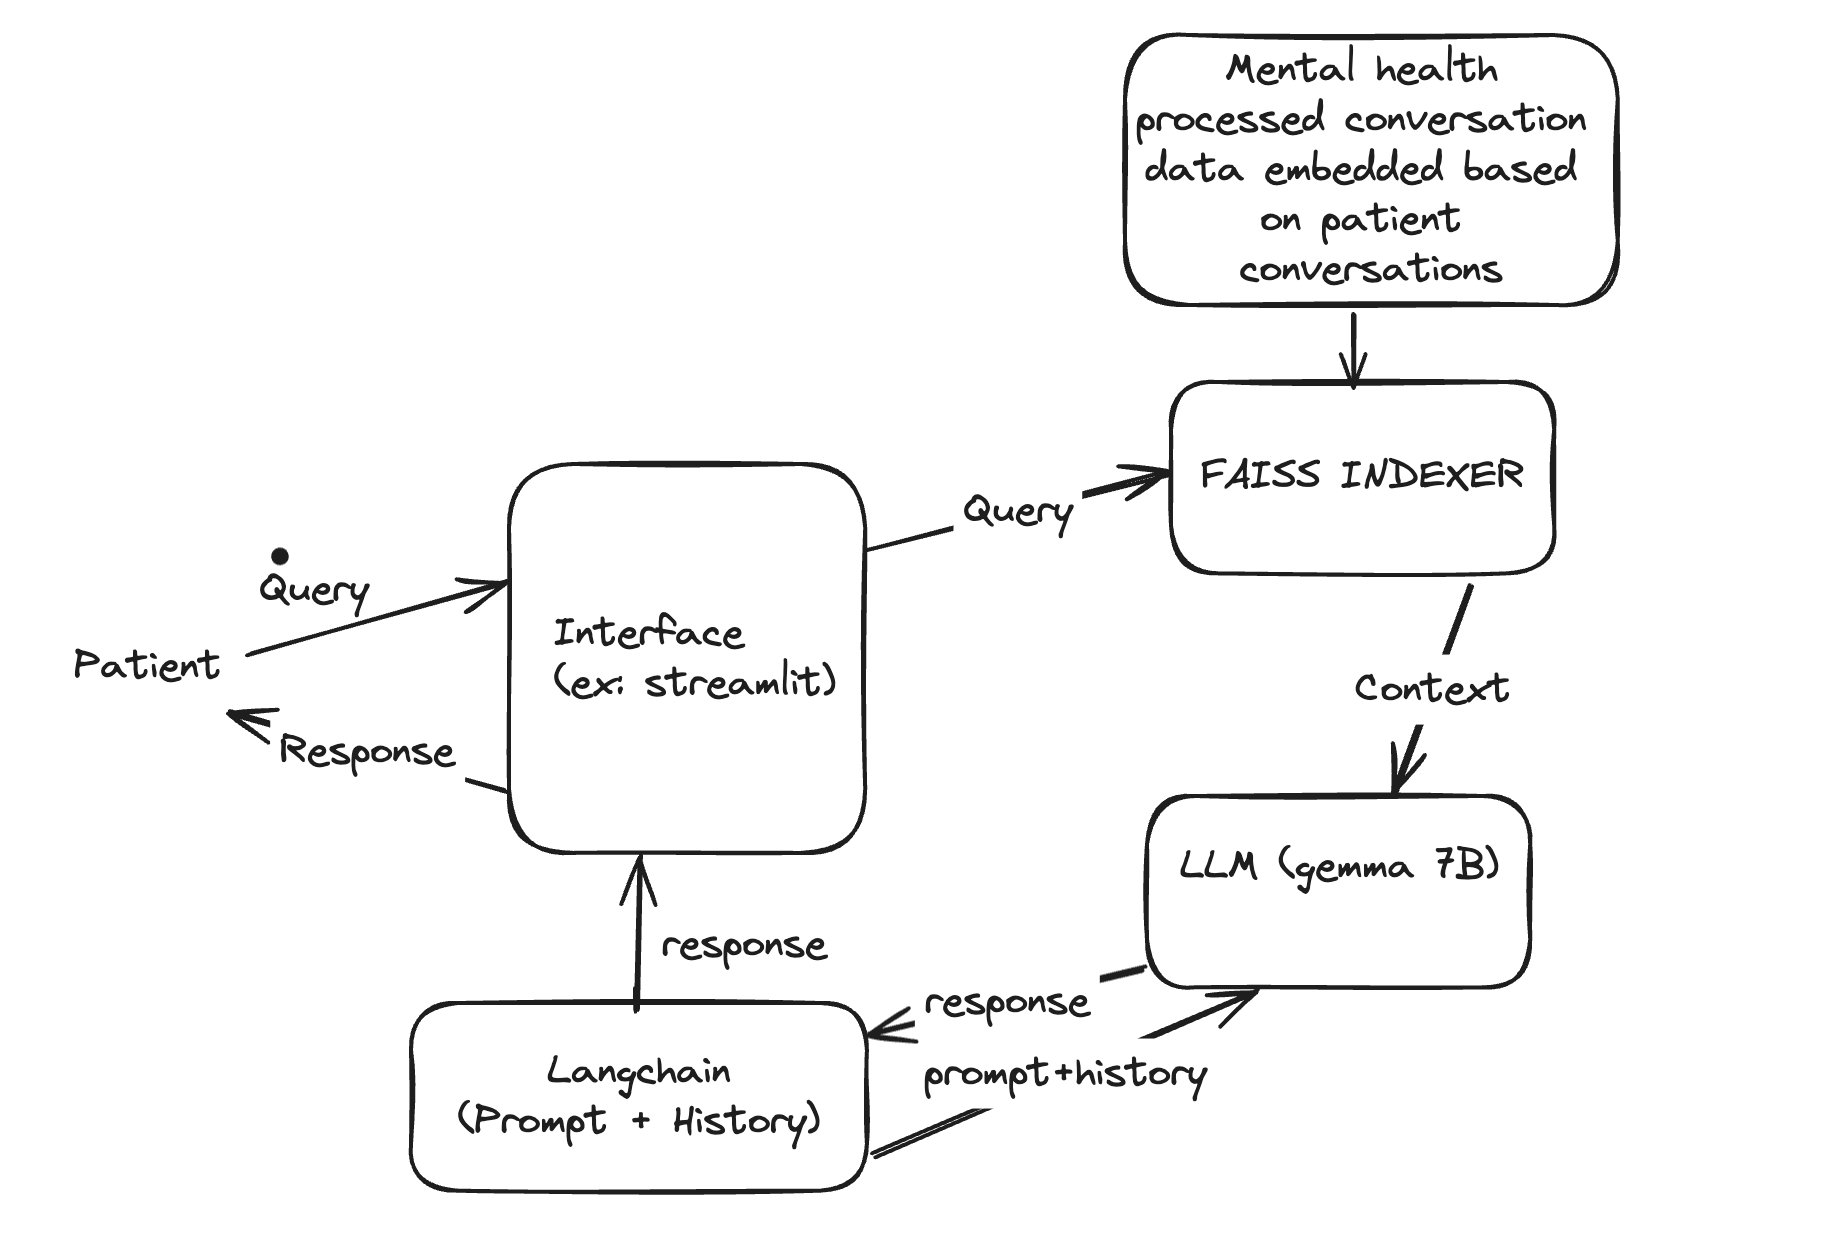 Mental health
processed conversation
data embedded based
on patient
conversations
FAISS INDEXER
Query
Query
Patient
Interface
(ex: streamlit)
Response
Context
LLM (gemma 7B)
response
response
prompt+history
Langchain
(Prompt + History)